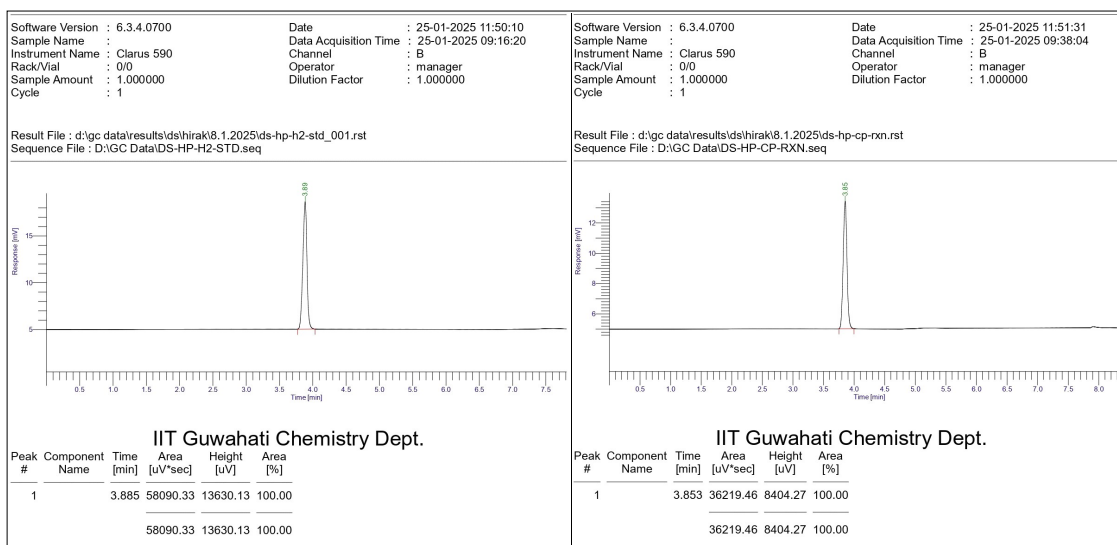 Software Version : 6.3.4.0700 Date : 25-01-2025 11:50:10
Sample Name : Data Acquisition Time : 25-01-2025 09:16:20
Instrument Name : Clarus 590 Channel : B
Rack/Vial : 0/0 Operator : manager
Sample Amount : 1.000000 Dilution Factor : 1.000000
Cycle : 1
Result File : d:\gc data\results\ds\hirak\8.1.2025\ds-hp-h2-std_001.rst
Sequence File : D:\GC Data\DS-HP-H2-STD.seq
3.89
Response [mV]
15
10
5
0.5 1.0 1.5 2.0 2.5 3.0 3.5 4.0 4.5 5.0 5.5 6.0 6.5 7.0 7.5
Time [min]
IIT Guwahati Chemistry Dept.
Peak Component Time Area Height Area
# Name [min] [uV*sec] [uV] [%]
1 3.885 58090.33 13630.13 100.00
58090.33 13630.13 100.00
Software Version : 6.3.4.0700 Date : 25-01-2025 11:51:31
Sample Name : Data Acquisition Time : 25-01-2025 09:38:04
Instrument Name : Clarus 590 Channel : B
Rack/Vial : 0/0 Operator : manager
Sample Amount : 1.000000 Dilution Factor : 1.000000
Cycle : 1
Result File : d:\gc data\results\ds\hirak\8.1.2025\ds-hp-cp-rxn.rst
Sequence File : D:\GC Data\DS-HP-CP-RXN.seq
3.85
Response [mV]
12
10
8
6
0.5 1.0 1.5 2.0 2.5 3.0 3.5 4.0 4.5 5.0 5.5 6.0 6.5 7.0 7.5 8.0
Time [min]
IIT Guwahati Chemistry Dept.
Peak Component Time Area Height Area
# Name [min] [uV*sec] [uV] [%]
1 3.853 36219.46 8404.27 100.00
36219.46 8404.27 100.00